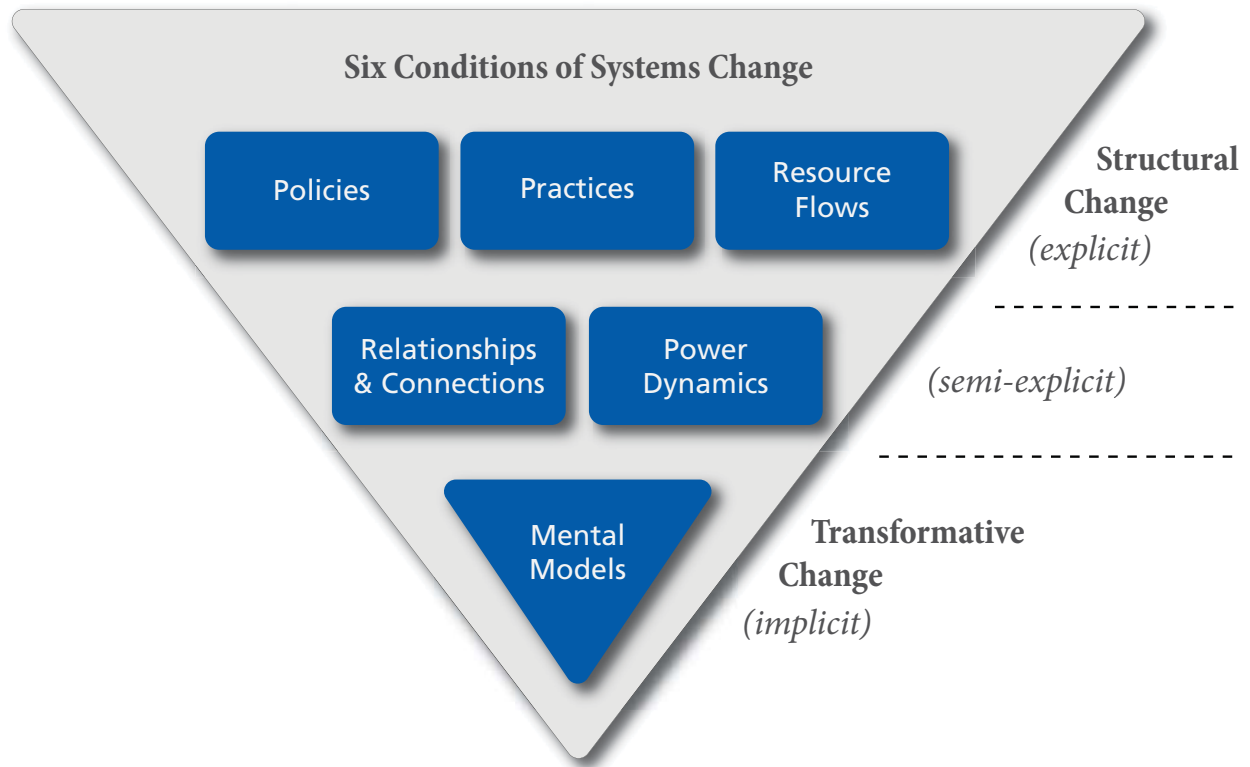 Six Conditions of Systems Change
Policies
Practices
Resource
Flows
Structural
Change
(explicit)
Relationships
& Connections
Power
Dynamics
(semi-explicit)
Mental
Models
Transformative
Change
(implicit)